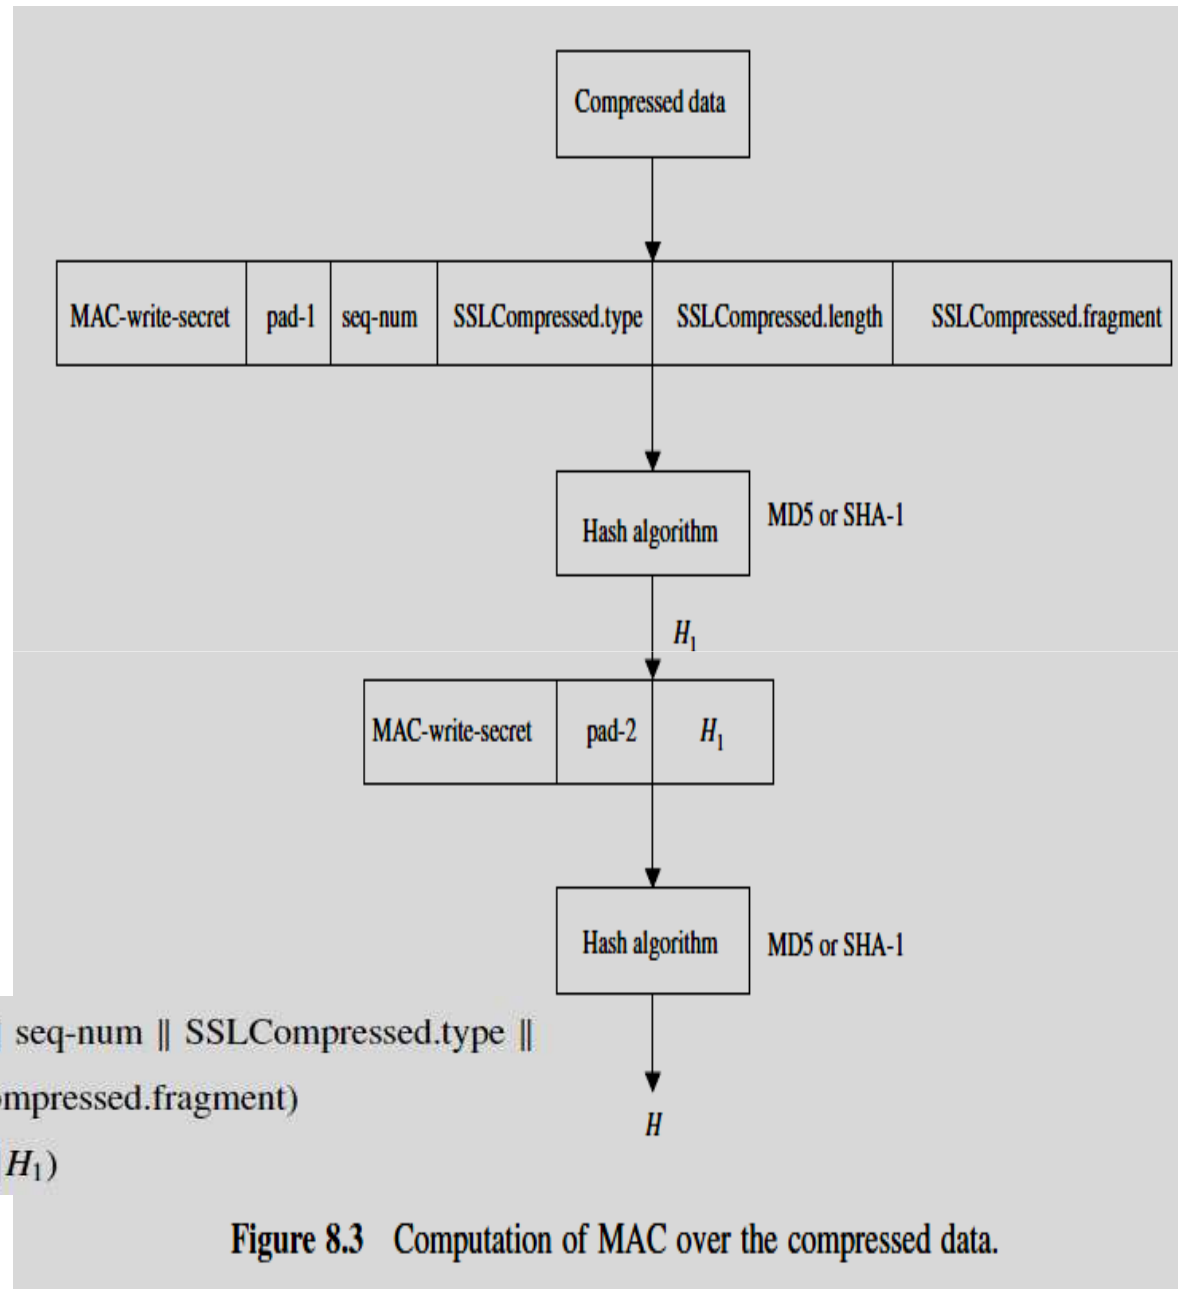 Compressed data
MAC-write-secret pad-1 seq-num SSLCompressed.type SSLCompressed.length SSLCompressed.fragment
Hash algorithm MD5 or SHA-1
H₁
MAC-write-secret pad-2 H₁
Hash algorithm MD5 or SHA-1
seq-num || SSLCompressed.type ||
ompressed.fragment)
H₁)
H
Figure 8.3 Computation of MAC over the compressed data.